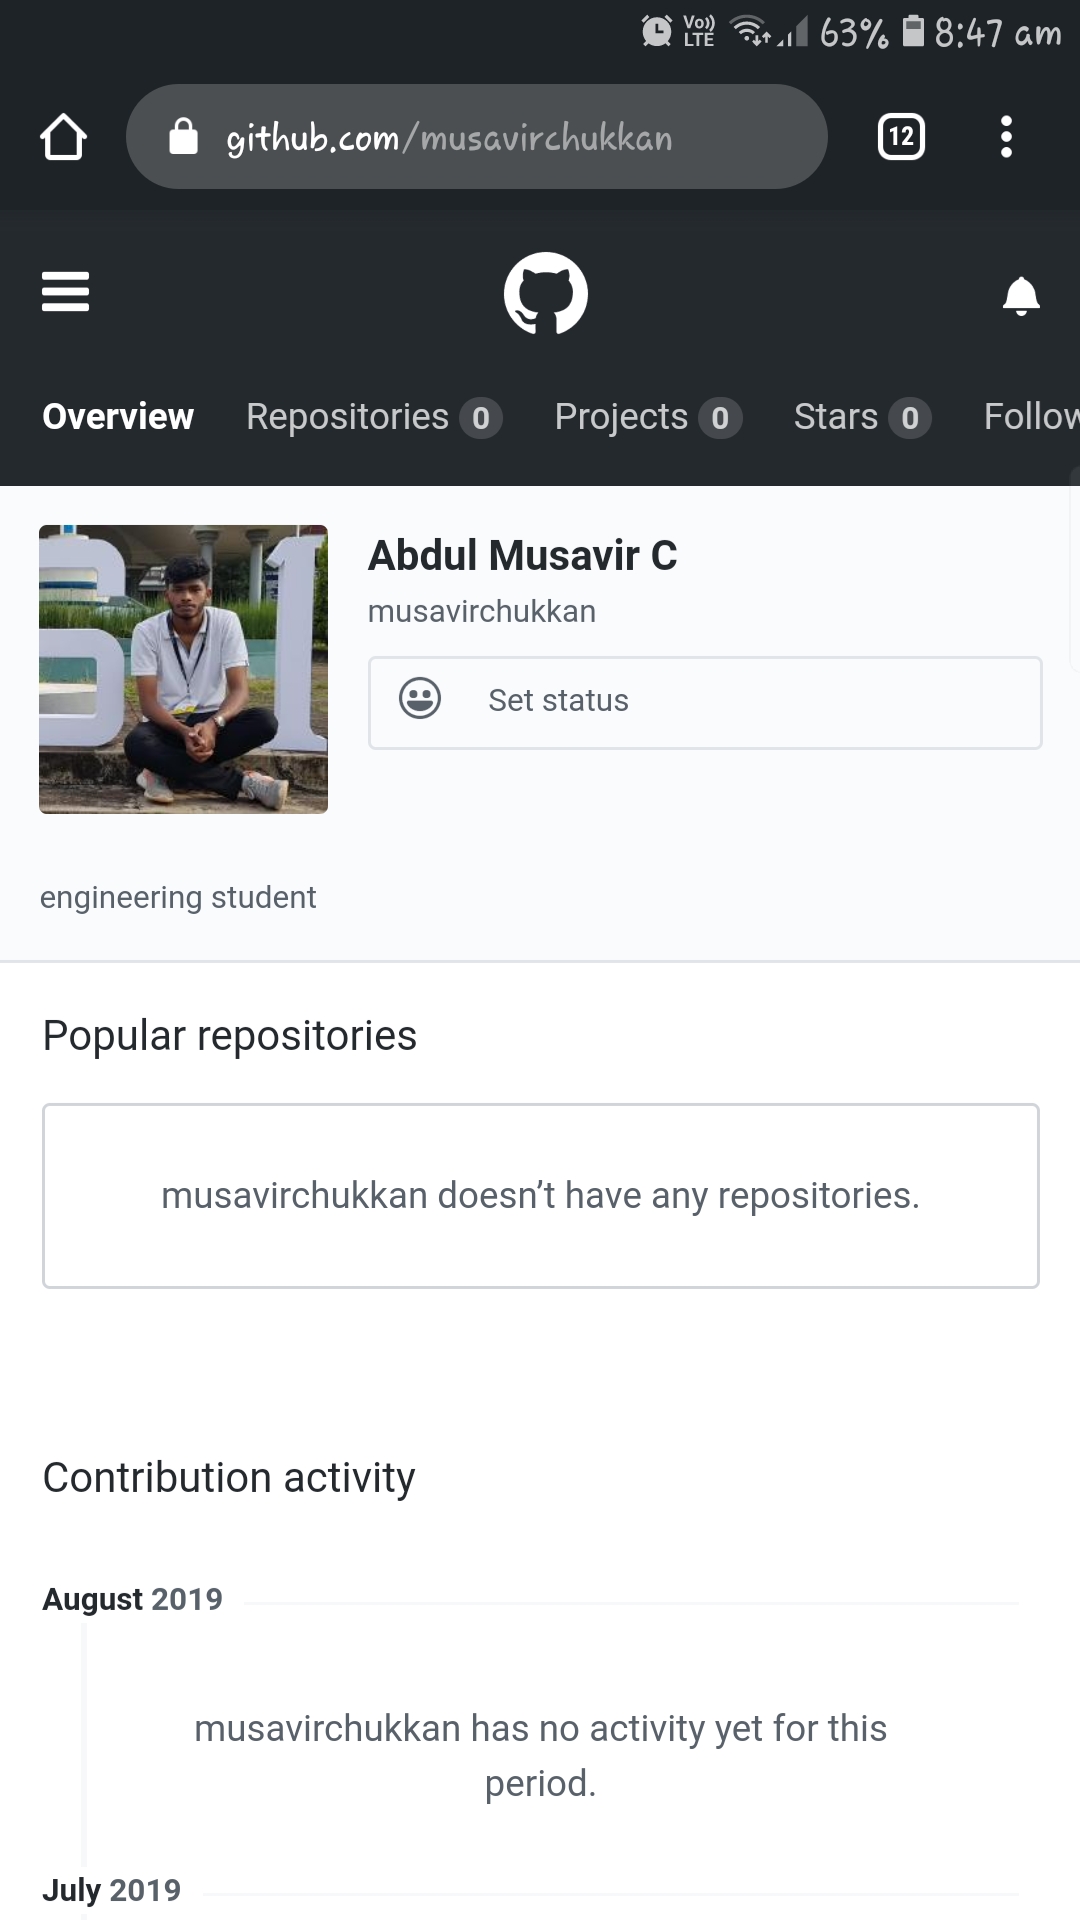 Vo)) LTE 63% 8:47 am
github.com/musavirchukkan 12
Overview Repositories 0 Projects 0 Stars 0 Follow
Abdul Musavir C
musavirchukkan
Set status
engineering student
Popular repositories
musavirchukkan doesn’t have any repositories.
Contribution activity
August 2019
musavirchukkan has no activity yet for this
period.
July 2019